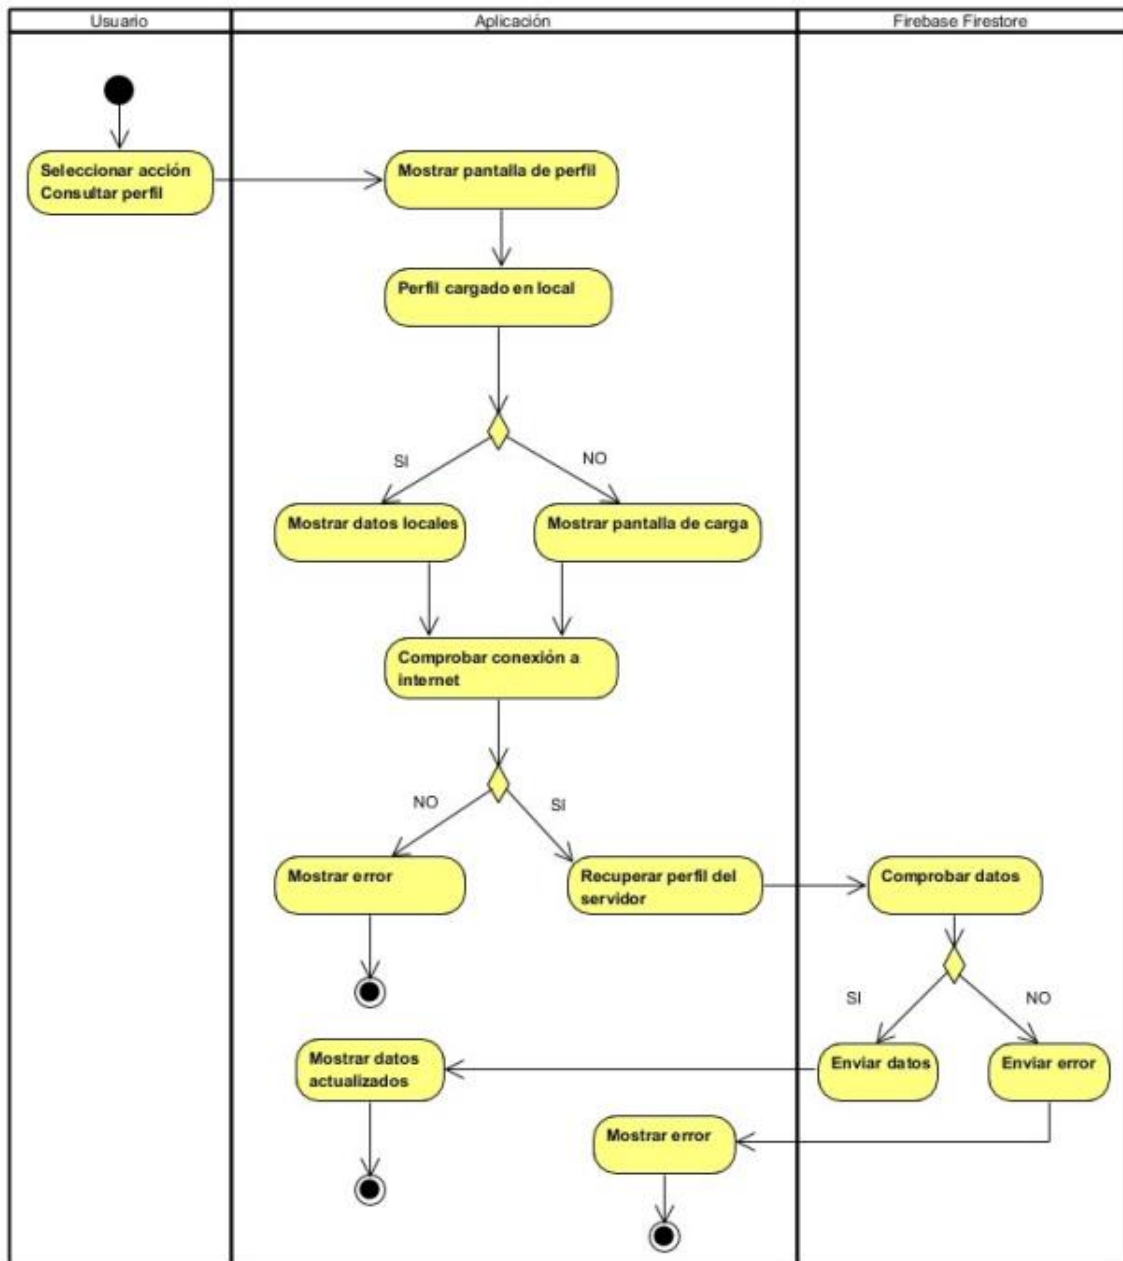 Usuario
Aplicación
Firebase Firestore
Seleccionar acción
Consultar perfil
Mostrar pantalla de perfil
Perfil cargado en local
SI
NO
Mostrar datos locales
Mostrar pantalla de carga
Comprobar conexión a
internet
NO
SI
Mostrar error
Recuperar perfil del
servidor
Comprobar datos
SI
NO
Mostrar datos
actualizados
Enviar datos
Enviar error
Mostrar error